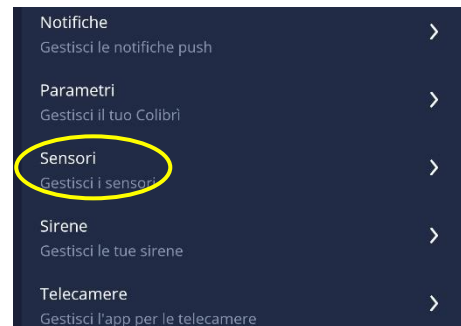 Notifiche
Gestisci le notifiche push
Parametri
Gestisci il tuo Colibrì
Sensori
Gestisci i sensori
Sirene
Gestisci le tue sirene
Telecamere
Gestisci l'app per le telecamere